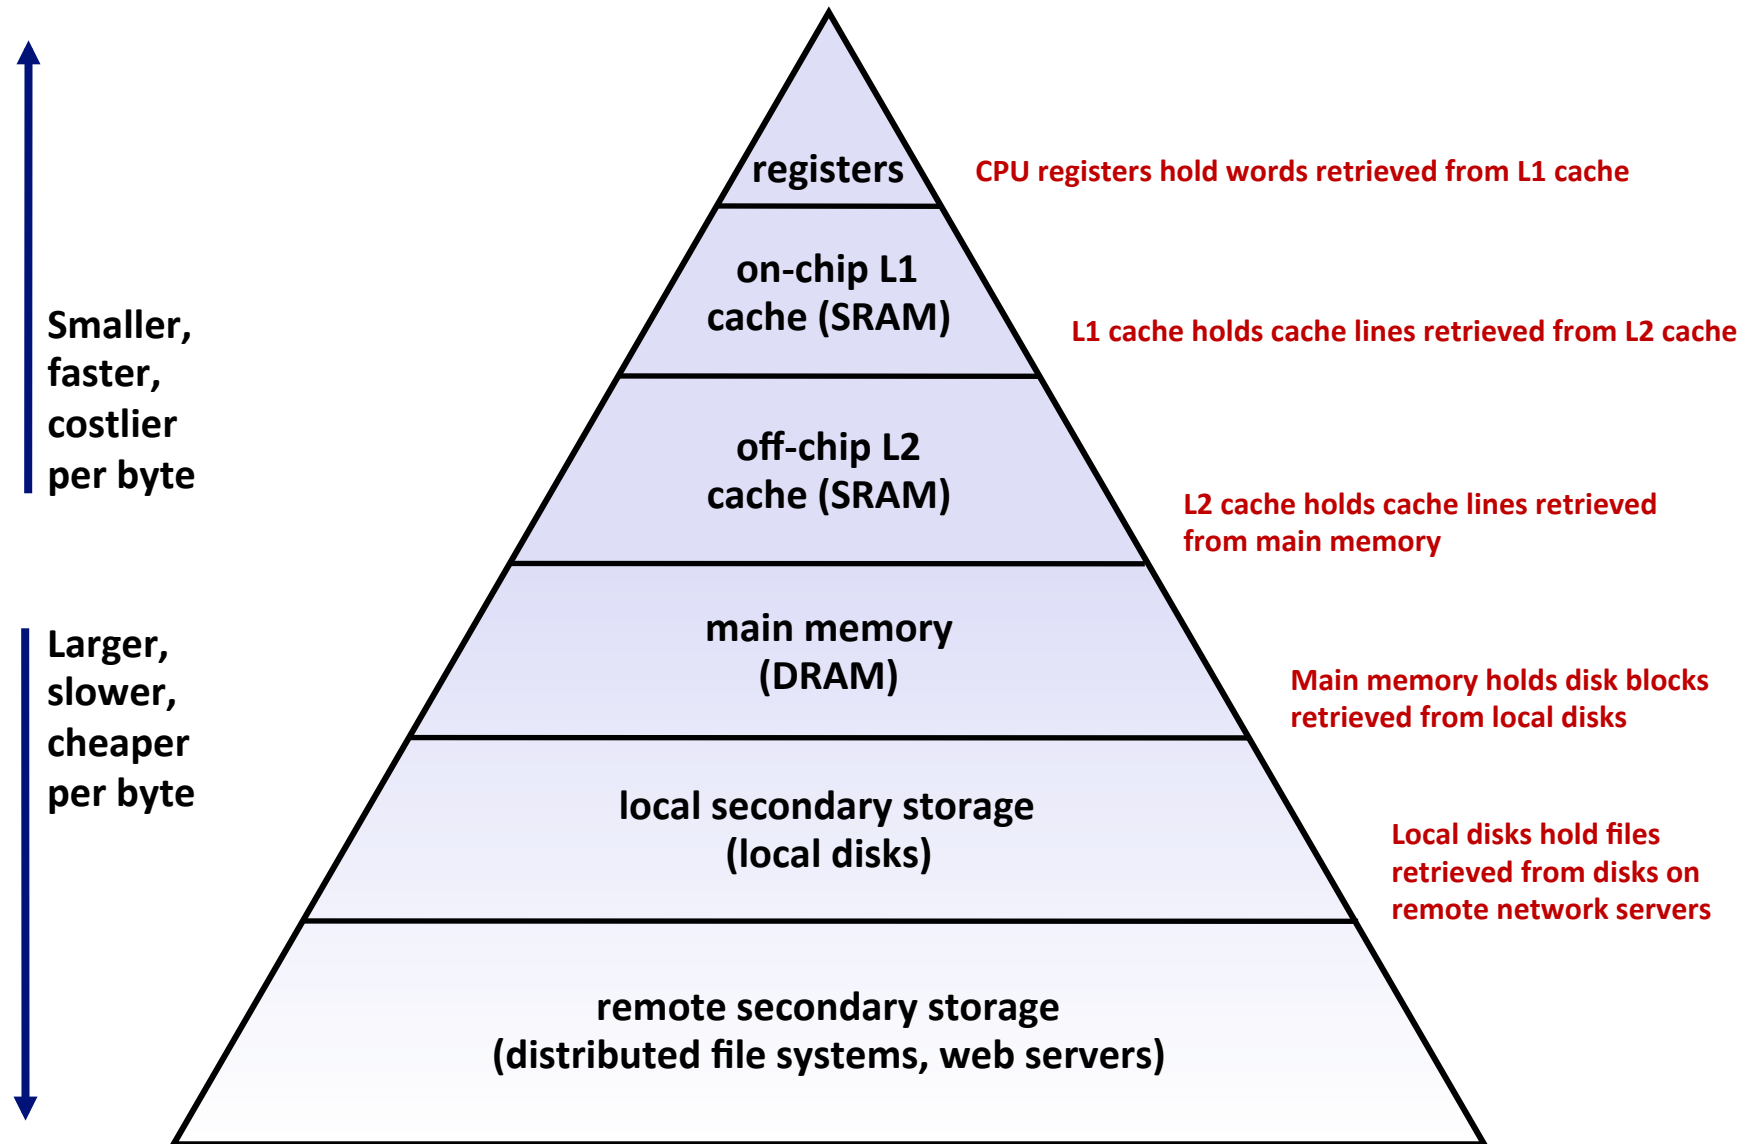 registers
CPU registers hold words retrieved from L1 cache
on-chip L1
cache (SRAM)
L1 cache holds cache lines retrieved from L2 cache
Smaller,
faster,
costlier
per byte
off-chip L2
cache (SRAM)
L2 cache holds cache lines retrieved
from main memory
Larger,
slower,
cheaper
per byte
main memory
(DRAM)
Main memory holds disk blocks
retrieved from local disks
local secondary storage
(local disks)
Local disks hold files
retrieved from disks on
remote network servers
remote secondary storage
(distributed file systems, web servers)